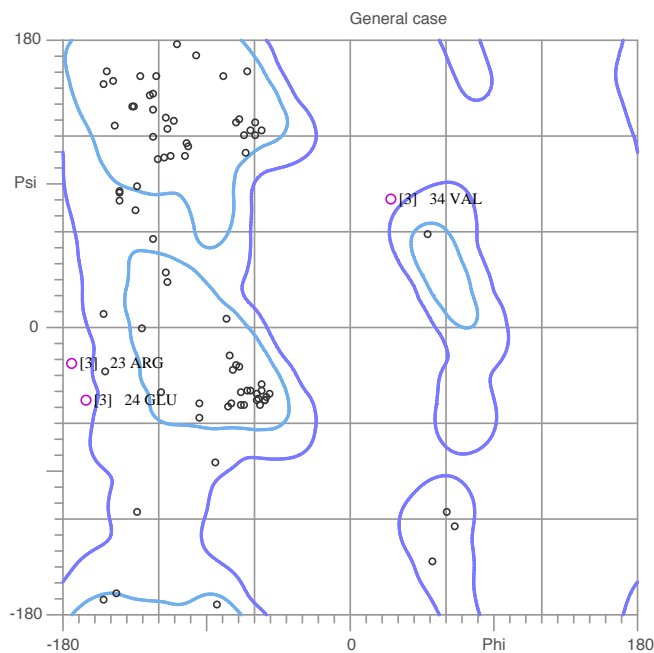 General case
180
Psi
[3] 34 VAL
0
[3] 23 ARG
[3] 24 GLU
-180
-180 0 Phi 180